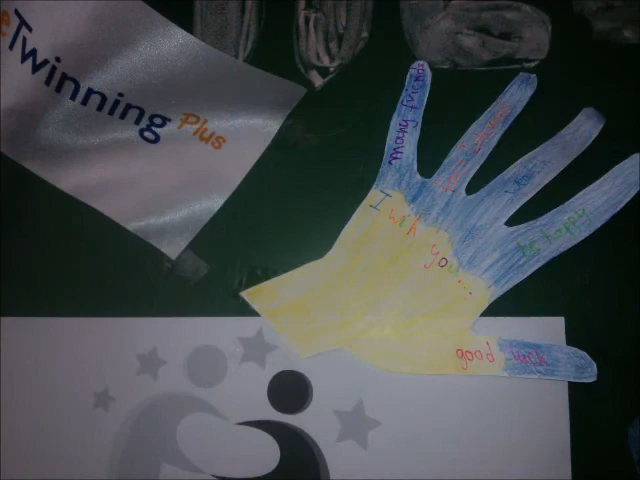 eTwinning Plus
many friends
I wish you...
be happy
good luck